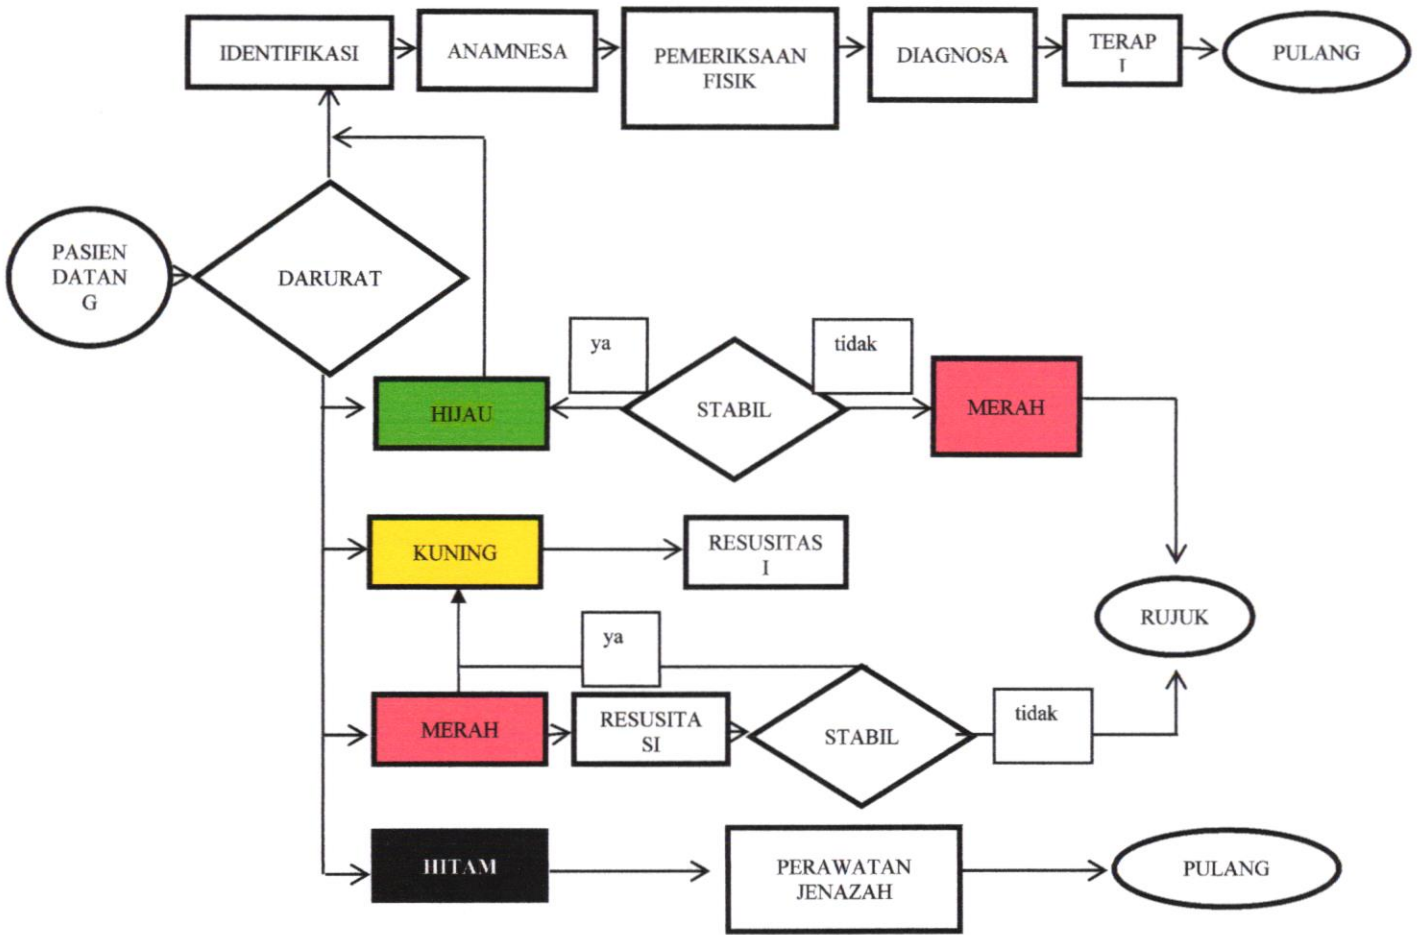 IDENTIFIKASI
ANAMNESA
PEMERIKSAAN
FISIK
DIAGNOSA
TERAP
I
PULANG
PASIEN
DATAN
G
DARURAT
HIJAU
ya
STABIL
tidak
MERAH
KUNING
RESUSITAS
I
RUJUK
ya
MERAH
RESUSITA
SI
STABIL
tidak
HITAM
PERAWATAN
JENAZAH
PULANG